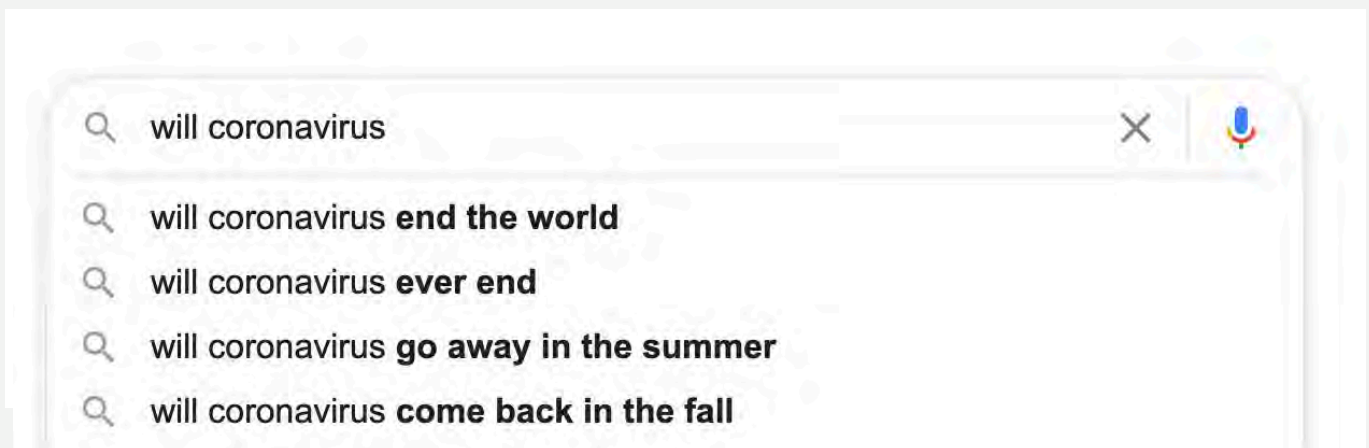 will coronavirus
will coronavirus end the world
will coronavirus ever end
will coronavirus go away in the summer
will coronavirus come back in the fall